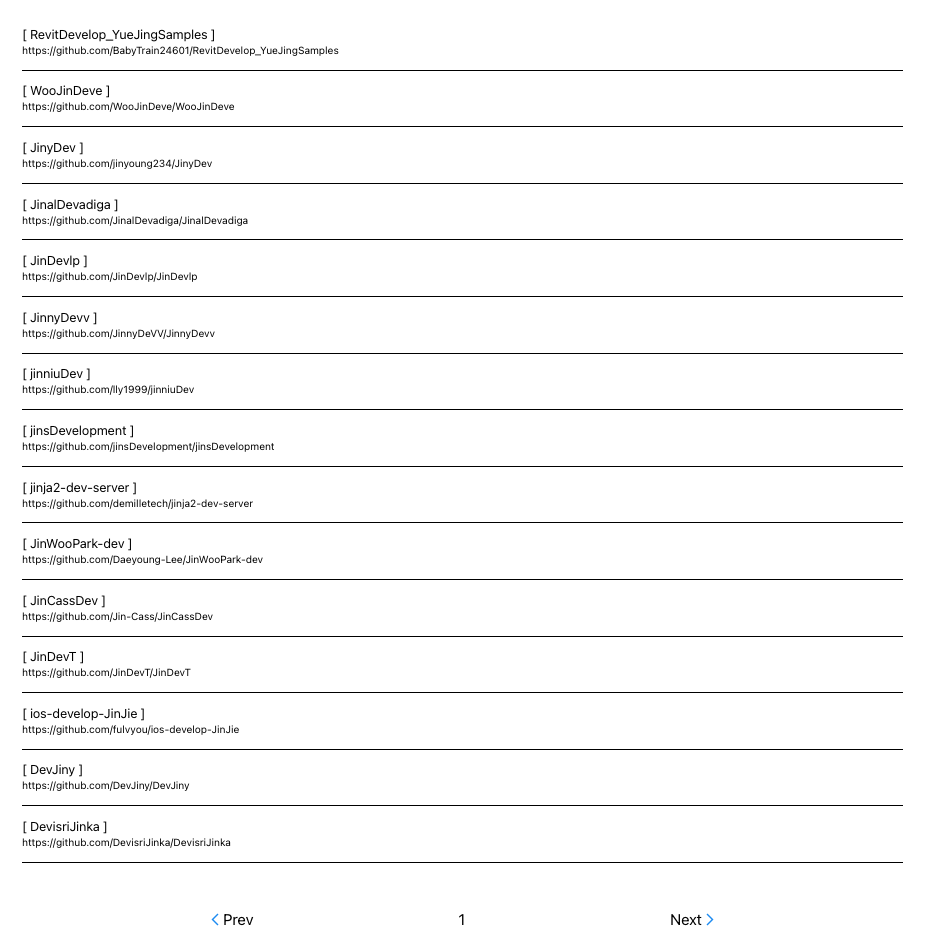 [ RevitDevelop_YueJingSamples ]
https://github.com/BabyTrain24601/RevitDevelop_YueJingSamples
[ WooJinDeve ]
https://github.com/WooJinDeve/WooJinDeve
[ JinyDev ]
https://github.com/jinyoung234/JinyDev
[ JinalDevadiga ]
https://github.com/JinalDevadiga/JinalDevadiga
[ JinDevlp ]
https://github.com/JinDevlp/JinDevlp
[ JinnyDevv ]
https://github.com/JinnyDeVV/JinnyDevv
[ jinniuDev ]
https://github.com/lly1999/jinniuDev
[ jinsDevelopment ]
https://github.com/jinsDevelopment/jinsDevelopment
[ jinja2-dev-server ]
https://github.com/demilletech/jinja2-dev-server
[ JinWooPark-dev ]
https://github.com/Daeyoung-Lee/JinWooPark-dev
[ JinCassDev ]
https://github.com/Jin-Cass/JinCassDev
[ JinDevT ]
https://github.com/JinDevT/JinDevT
[ ios-develop-JinJie ]
https://github.com/fulvyou/ios-develop-JinJie
[ DevJiny ]
https://github.com/DevJiny/DevJiny
[ DevisriJinka ]
https://github.com/DevisriJinka/DevisriJinka
Prev 1 Next